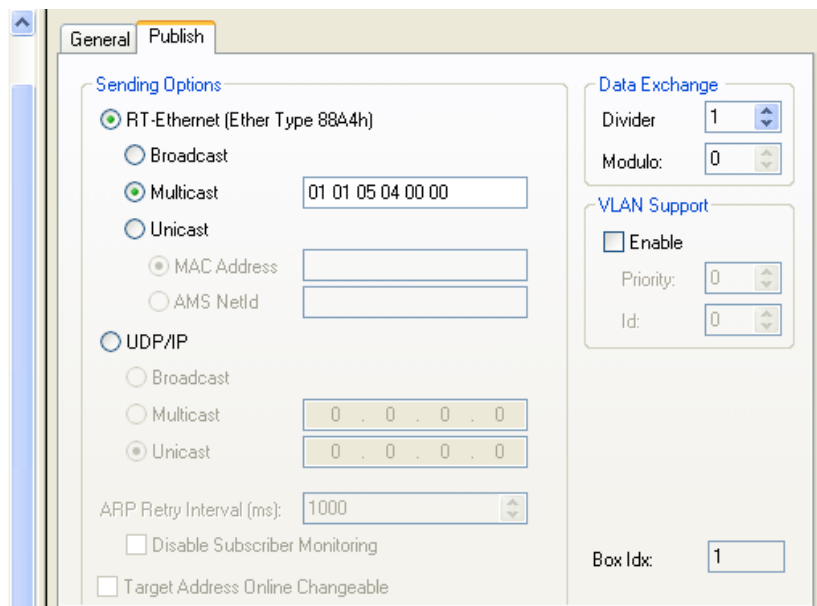 General
Publish
Sending Options
RT-Ethernet (Ether Type 88A4h)
Broadcast
Multicast 01 01 05 04 00 00
Unicast
MAC Address
AMS NetId
UDP/IP
Broadcast
Multicast 0 . 0 . 0 . 0
Unicast 0 . 0 . 0 . 0
ARP Retry Interval (ms): 1000
Disable Subscriber Monitoring
Target Address Online Changeable
Data Exchange
Divider 1
Modulo: 0
VLAN Support
Enable
Priority: 0
Id: 0
Box Idx: 1